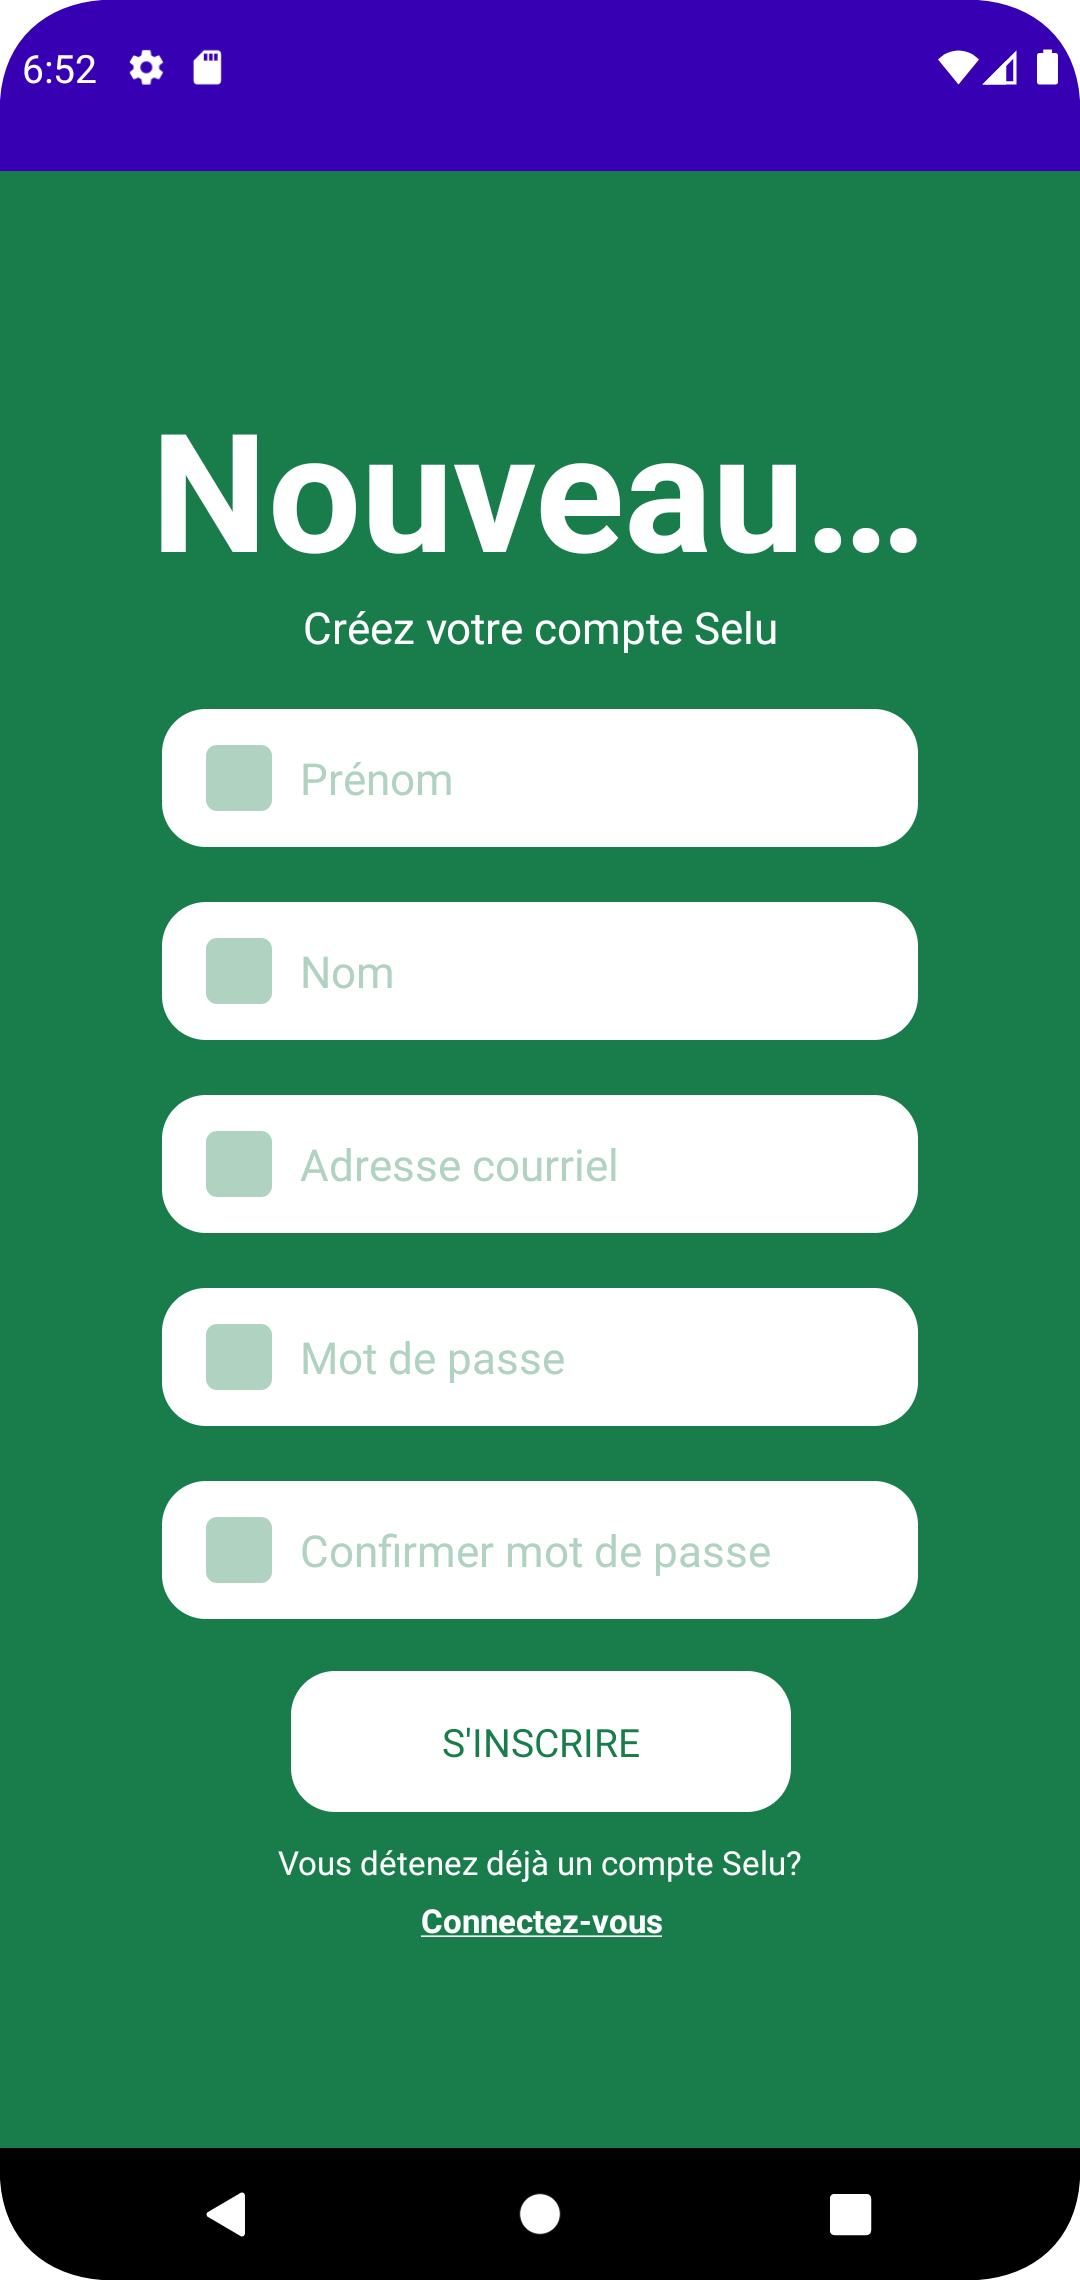 6:52
Nouveau...
Créez votre compte Selu
Prénom
Nom
Adresse courriel
Mot de passe
Confirmer mot de passe
S'INSCRIRE
Vous détenez déjà un compte Selu?
Connectez-vous